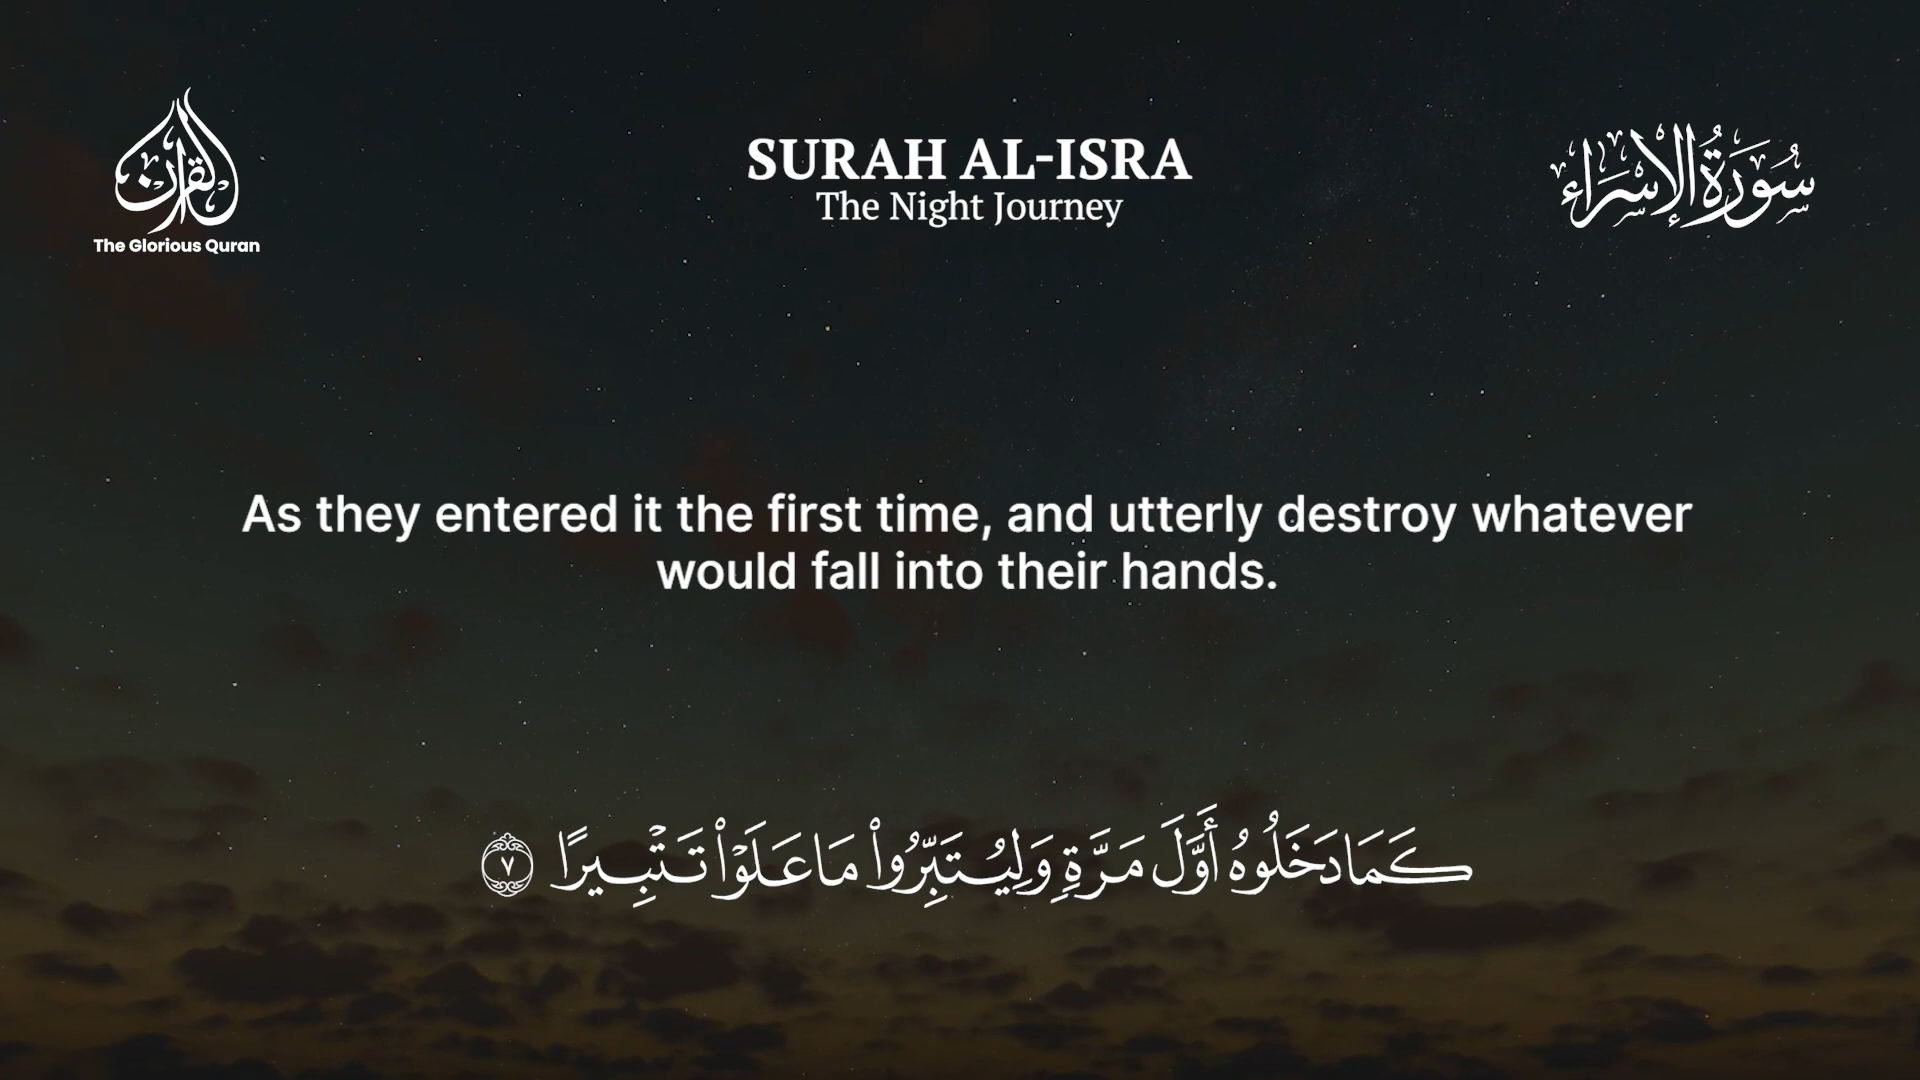 القرآن
The Glorious Quran
SURAH AL-ISRA
The Night Journey
سُورَةُ الإِسْرَاءِ
As they entered it the first time, and utterly destroy whatever
would fall into their hands.
كَمَا دَخَلُوهُ أَوَّلَ مَرَّةٍ وَلِيُتَبِّرُوا۟ مَا عَلَوْا۟ تَتْبِيرًا ٧